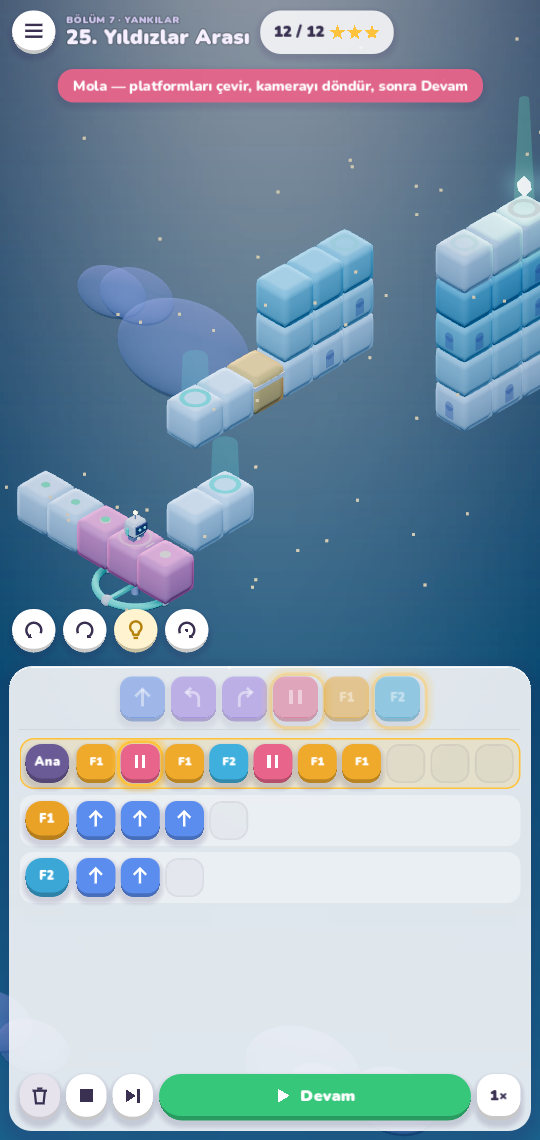 BÖLÜM 7 · YANKILAR
25. Yıldızlar Arası
12 / 12
Mola — platformları çevir, kamerayı döndür, sonra Devam
F1 F2
Ana F1 F1 F2 F1 F1
F1
F2
Devam
1×